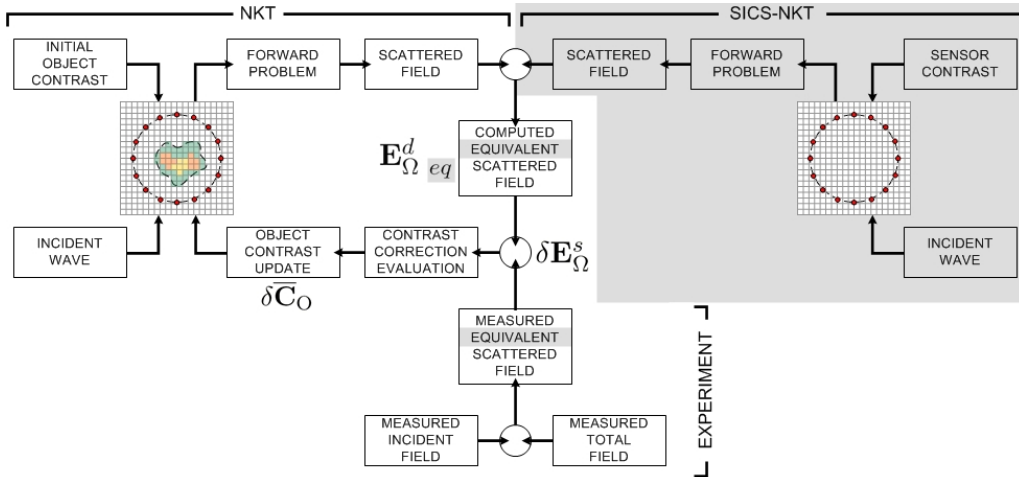 NKT
SICS-NKT
INITIAL
OBJECT
CONTRAST
FORWARD
PROBLEM
SCATTERED
FIELD
SCATTERED
FIELD
FORWARD
PROBLEM
SENSOR
CONTRAST
COMPUTED
EQUIVALENT
SCATTERED
FIELD
E^d_Ω eq
INCIDENT
WAVE
OBJECT
CONTRAST
UPDATE
CONTRAST
CORRECTION
EVALUATION
δE^s_Ω
INCIDENT
WAVE
δC̅_O
MEASURED
EQUIVALENT
SCATTERED
FIELD
MEASURED
INCIDENT
FIELD
MEASURED
TOTAL
FIELD
EXPERIMENT